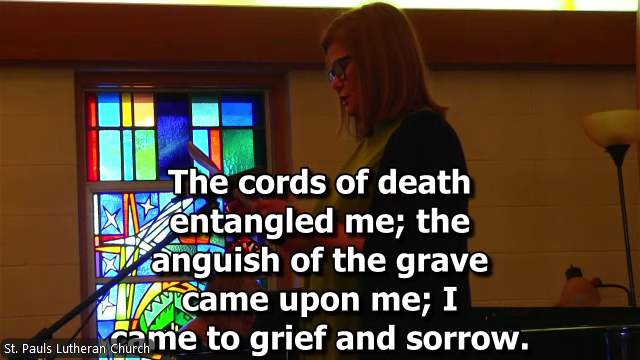 The cords of death
entangled me; the
anguish of the grave
came upon me; I
came to grief and sorrow.
St. Pauls Lutheran Church